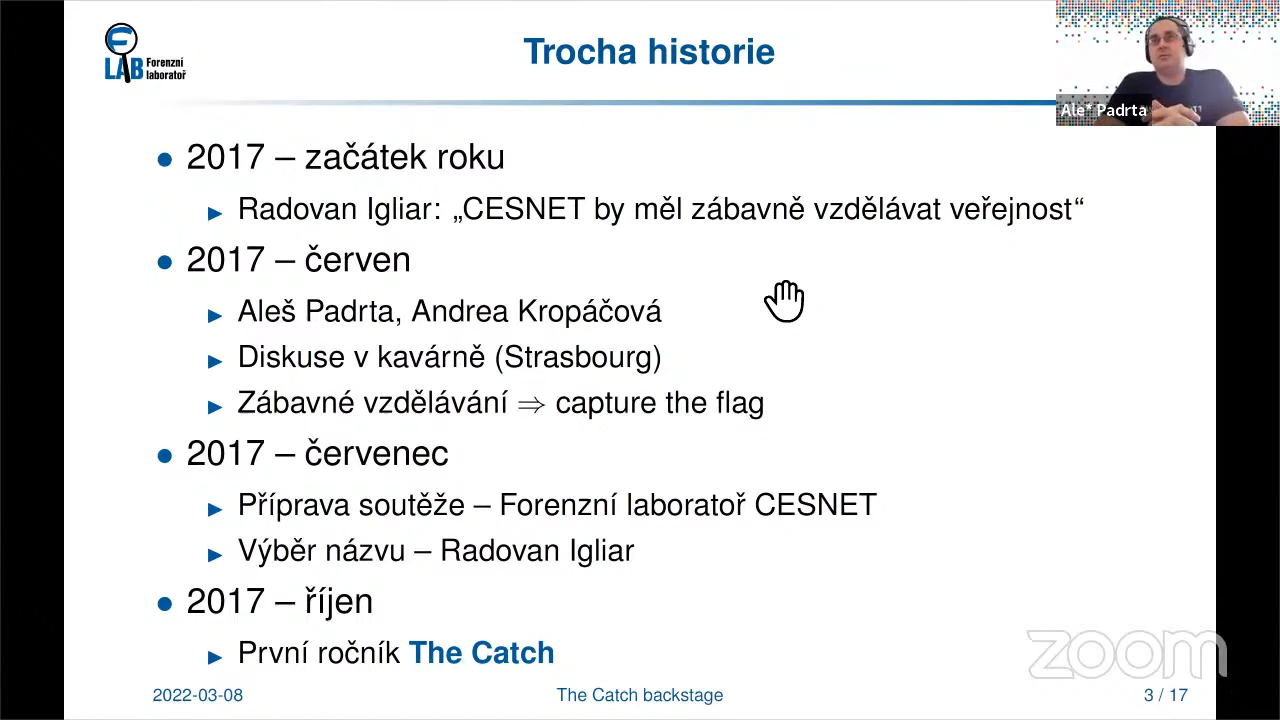 LAB Forenzní
laboratoř
Trocha historie
Ale* Padrta
• 2017 – začátek roku
▶ Radovan Igliar: „CESNET by měl zábavně vzdělávat veřejnost“
• 2017 – červen
▶ Aleš Padrta, Andrea Kropáčová
▶ Diskuse v kavárně (Strasbourg)
▶ Zábavné vzdělávání ⇒ capture the flag
• 2017 – červenec
▶ Příprava soutěže – Forenzní laboratoř CESNET
▶ Výběr názvu – Radovan Igliar
• 2017 – říjen
▶ První ročník The Catch
zoom
2022-03-08 The Catch backstage 3 / 17